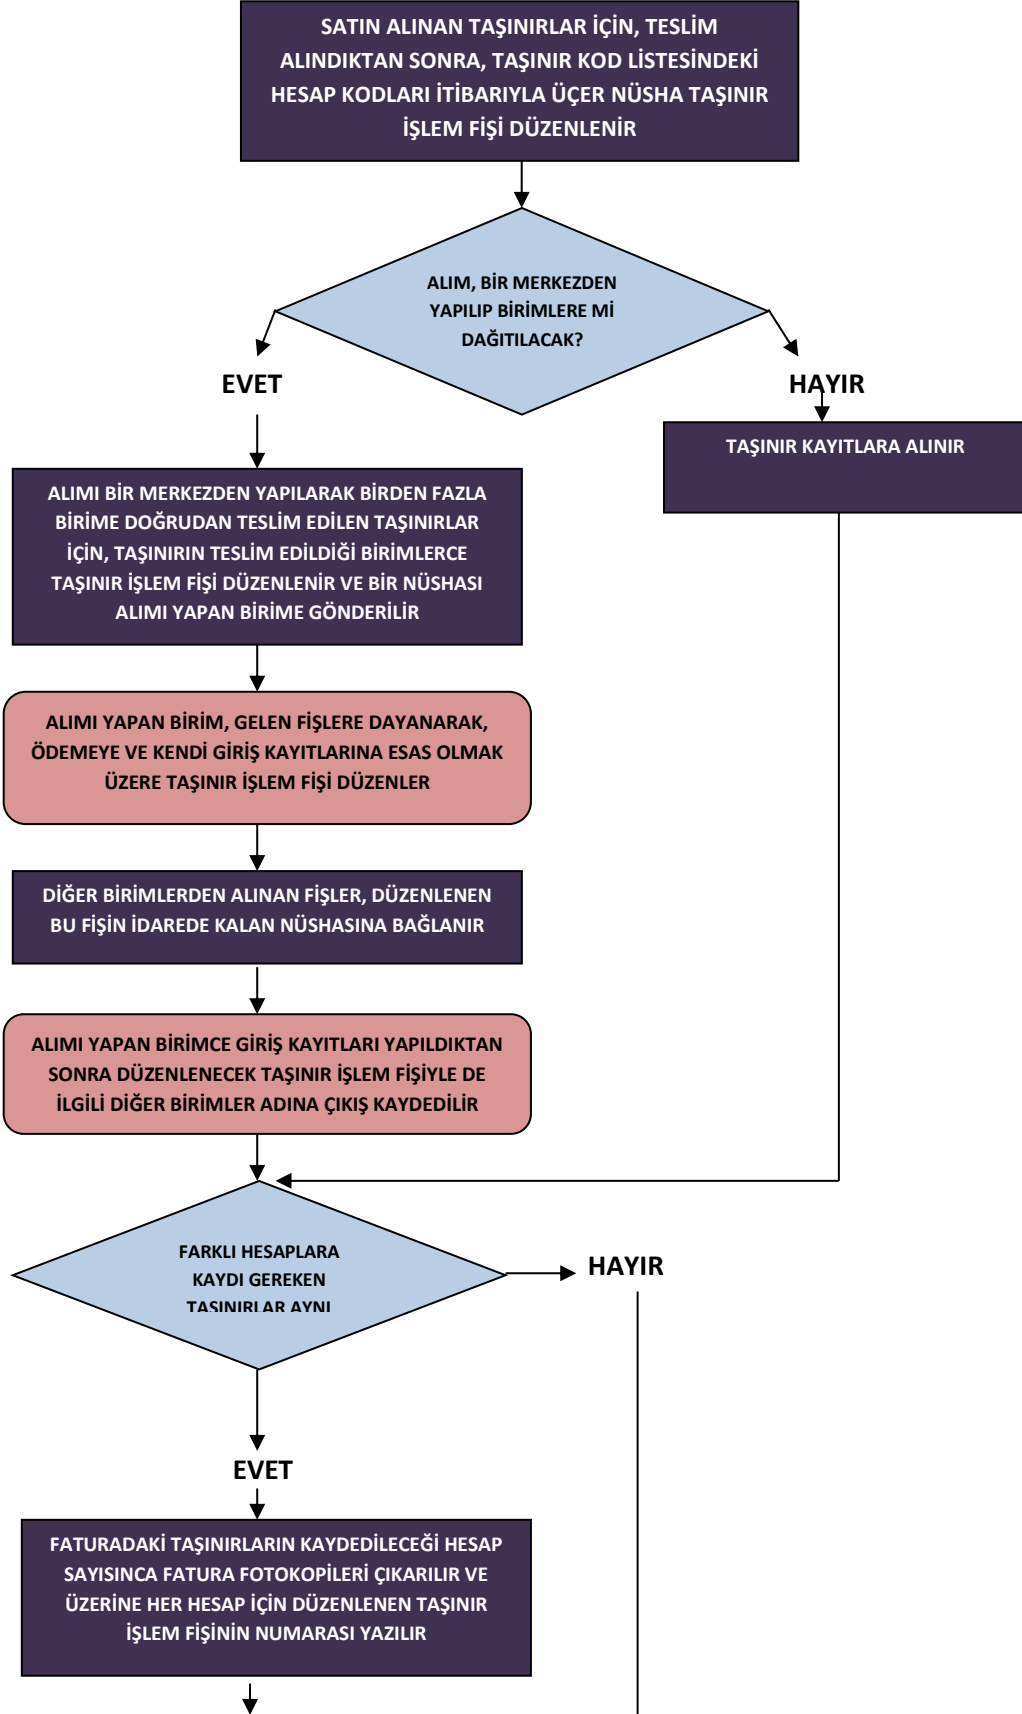 SATIN ALINAN TAŞINIRLAR İÇİN, TESLİM
ALINDIKTAN SONRA, TAŞINIR KOD LİSTESİNDEKİ
HESAP KODLARI İTİBARIYLA ÜÇER NÜSHA TAŞINIR
İŞLEM FİŞİ DÜZENLENİR
ALIM, BİR MERKEZDEN
YAPILIP BİRİMLERE Mİ
DAĞITILACAK?
EVET
HAYIR
TAŞINIR KAYITLARA ALINIR
ALIMI BİR MERKEZDEN YAPILARAK BİRDEN FAZLA
BİRİME DOĞRUDAN TESLİM EDİLEN TAŞINIRLAR
İÇİN, TAŞINIRIN TESLİM EDİLDİĞİ BİRİMLERCE
TAŞINIR İŞLEM FİŞİ DÜZENLENİR VE BİR NÜSHASI
ALIMI YAPAN BİRİME GÖNDERİLİR
ALIMI YAPAN BİRİM, GELEN FİŞLERE DAYANARAK,
ÖDEMEYE VE KENDİ GİRİŞ KAYITLARINA ESAS OLMAK
ÜZERE TAŞINIR İŞLEM FİŞİ DÜZENLER
DİĞER BİRİMLERDEN ALINAN FİŞLER, DÜZENLENEN
BU FİŞİN İDAREDE KALAN NÜSHASINA BAĞLANIR
ALIMI YAPAN BİRİMCE GİRİŞ KAYITLARI YAPILDIKTAN
SONRA DÜZENLENECEK TAŞINIR İŞLEM FİŞİYLE DE
İLGİLİ DİĞER BİRİMLER ADINA ÇIKIŞ KAYDEDİLİR
FARKLI HESAPLARA
KAYDI GEREKEN
TAŞINIRLAR AYNI
HAYIR
EVET
FATURADAKİ TAŞINIRLARIN KAYDEDİLECEĞİ HESAP
SAYISINCA FATURA FOTOKOPİLERİ ÇIKARILIR VE
ÜZERİNE HER HESAP İÇİN DÜZENLENEN TAŞINIR
İŞLEM FİŞİNİN NUMARASI YAZILIR